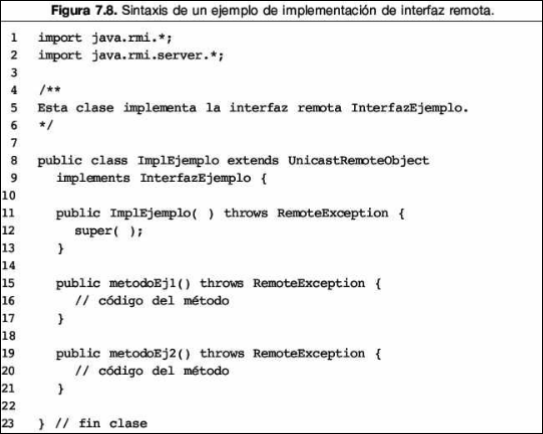 Figura 7.8. Sintaxis de un ejemplo de implementación de interfaz remota.
1 import java.rmi.*;
2 import java.rmi.server.*;
3
4 /**
5 Esta clase implementa la interfaz remota InterfazEjemplo.
6 */
7
8 public class ImplEjemplo extends UnicastRemoteObject
9 implements InterfazEjemplo {
10
11 public ImplEjemplo( ) throws RemoteException {
12 super( );
13 }
14
15 public metodoEj1() throws RemoteException {
16 // código del método
17 }
18
19 public metodoEj2() throws RemoteException {
20 // código del método
21 }
22
23 } // fin clase